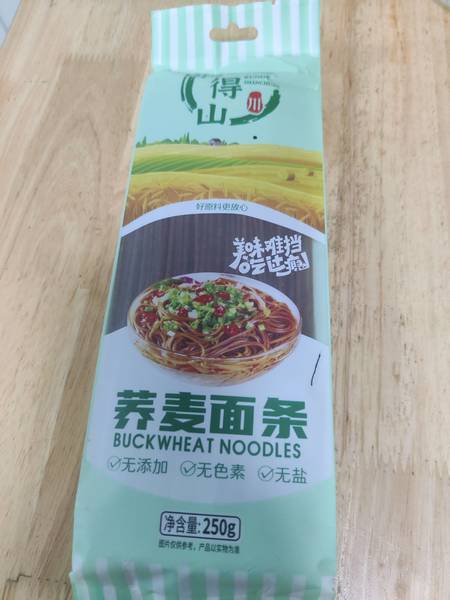 得
山
川
好原料更放心
美味难挡
吃过瘾
荞麦面条
BUCKWHEAT NOODLES
无添加 无色素 无盐
净含量: 250g
图片仅供参考，产品以实物为准